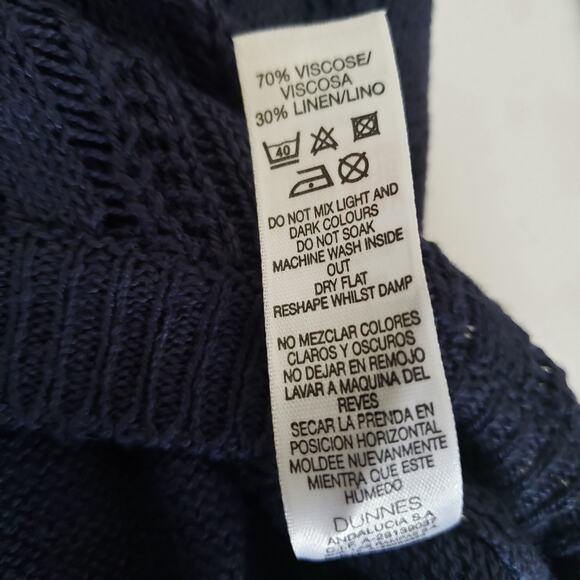 70% VISCOSE/
VISCOSA
30% LINEN/LINO
40
DO NOT MIX LIGHT AND
DARK COLOURS
DO NOT SOAK
MACHINE WASH INSIDE
OUT
DRY FLAT
RESHAPE WHILST DAMP
NO MEZCLAR COLORES
CLAROS Y OSCUROS
NO DEJAR EN REMOJO
LAVAR A MAQUINA DEL
REVES
SECAR LA PRENDA EN
POSICION HORIZONTAL
MOLDEE NUEVAMENTE
MIENTRA QUE ESTE
HUMEDO
DUNNES
ANDALUCIA S.A
C.I.F. A-29139037